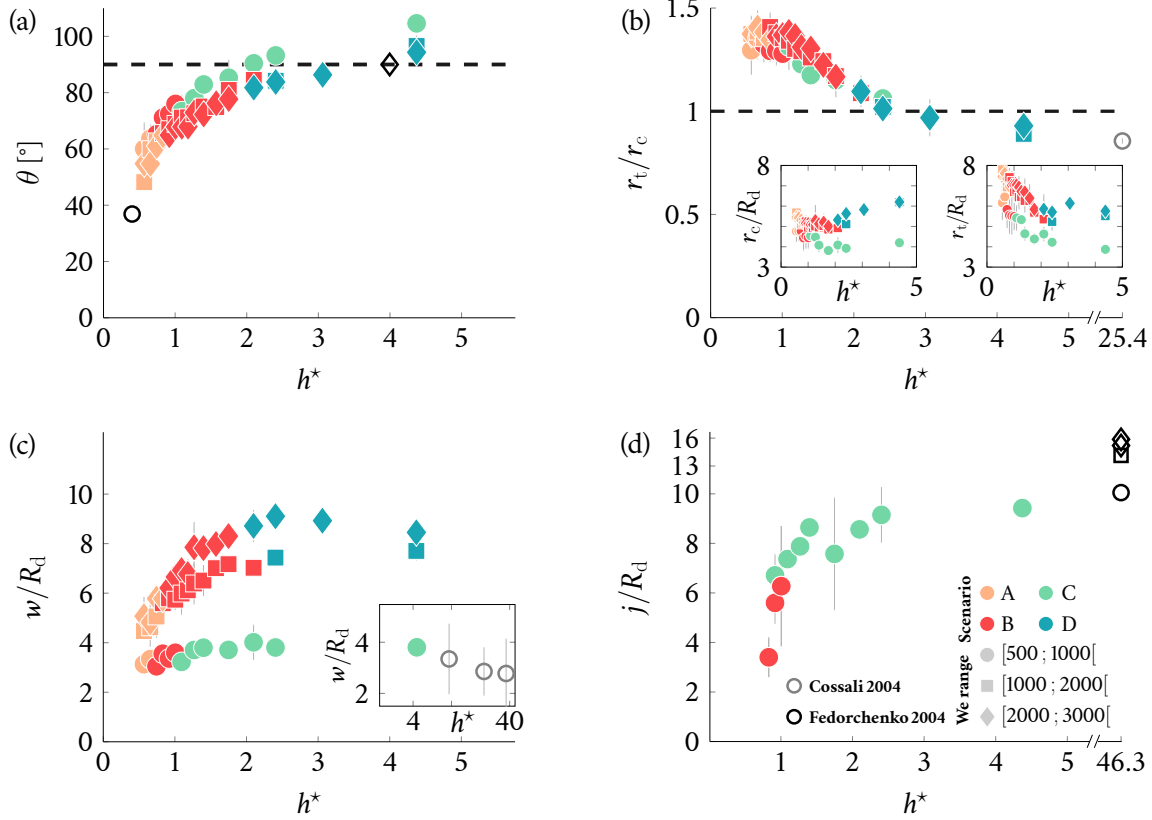 (a)
100
80
60
40
20
0
θ [°]
0 1 2 3 4 5
h⋆
(b)
1.5
1
0.5
0
r_t/r_c
8
3
r_c/R_d
0 5
h⋆
8
3
r_t/R_d
0 5
h⋆
0 1 2 3 4 5 25.4
h⋆
(c)
10
8
6
4
2
0
w/R_d
4
2
w/R_d
4 40
h⋆
0 1 2 3 4 5
h⋆
(d)
16
13
10
8
6
4
2
0
j/R_d
Scenario
A C
B D
We range
[500 ; 1000[
[1000 ; 2000[
[2000 ; 3000[
Cossali 2004
Fedorchenko 2004
0 1 2 3 4 5 46.3
h⋆